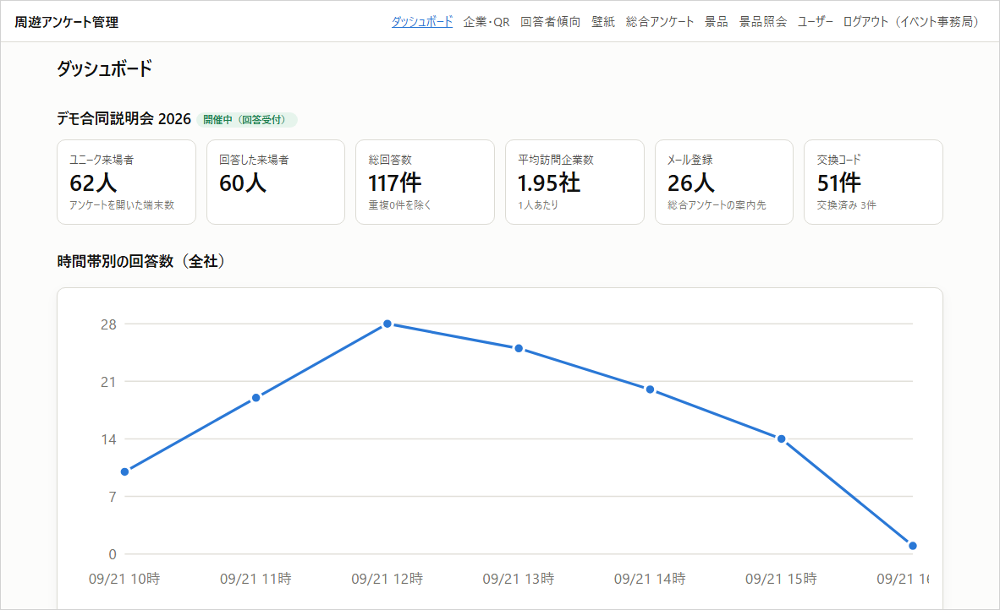 周遊アンケート管理
ダッシュボード 企業・QR 回答者傾向 壁紙 総合アンケート 景品 景品照会 ユーザー ログアウト（イベント事務局）
ダッシュボード
デモ合同説明会 2026 開催中（回答受付）
ユニーク来場者
62人
アンケートを開いた端末数
回答した来場者
60人
総回答数
117件
重複0件を除く
平均訪問企業数
1.95社
1人あたり
メール登録
26人
総合アンケートの案内先
交換コード
51件
交換済み 3件
時間帯別の回答数（全社）
28
21
14
7
0
09/21 10時 09/21 11時 09/21 12時 09/21 13時 09/21 14時 09/21 15時 09/21